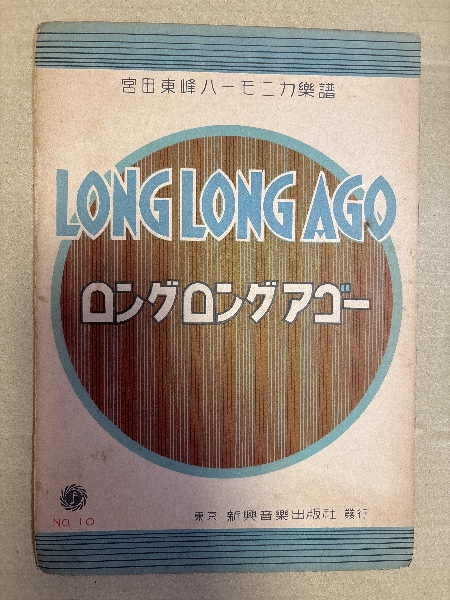 宮田東峰ハーモニカ樂譜
LONG LONG AGO
ロングロングアゴー
NO. 10
東京 新興音樂出版社 發行